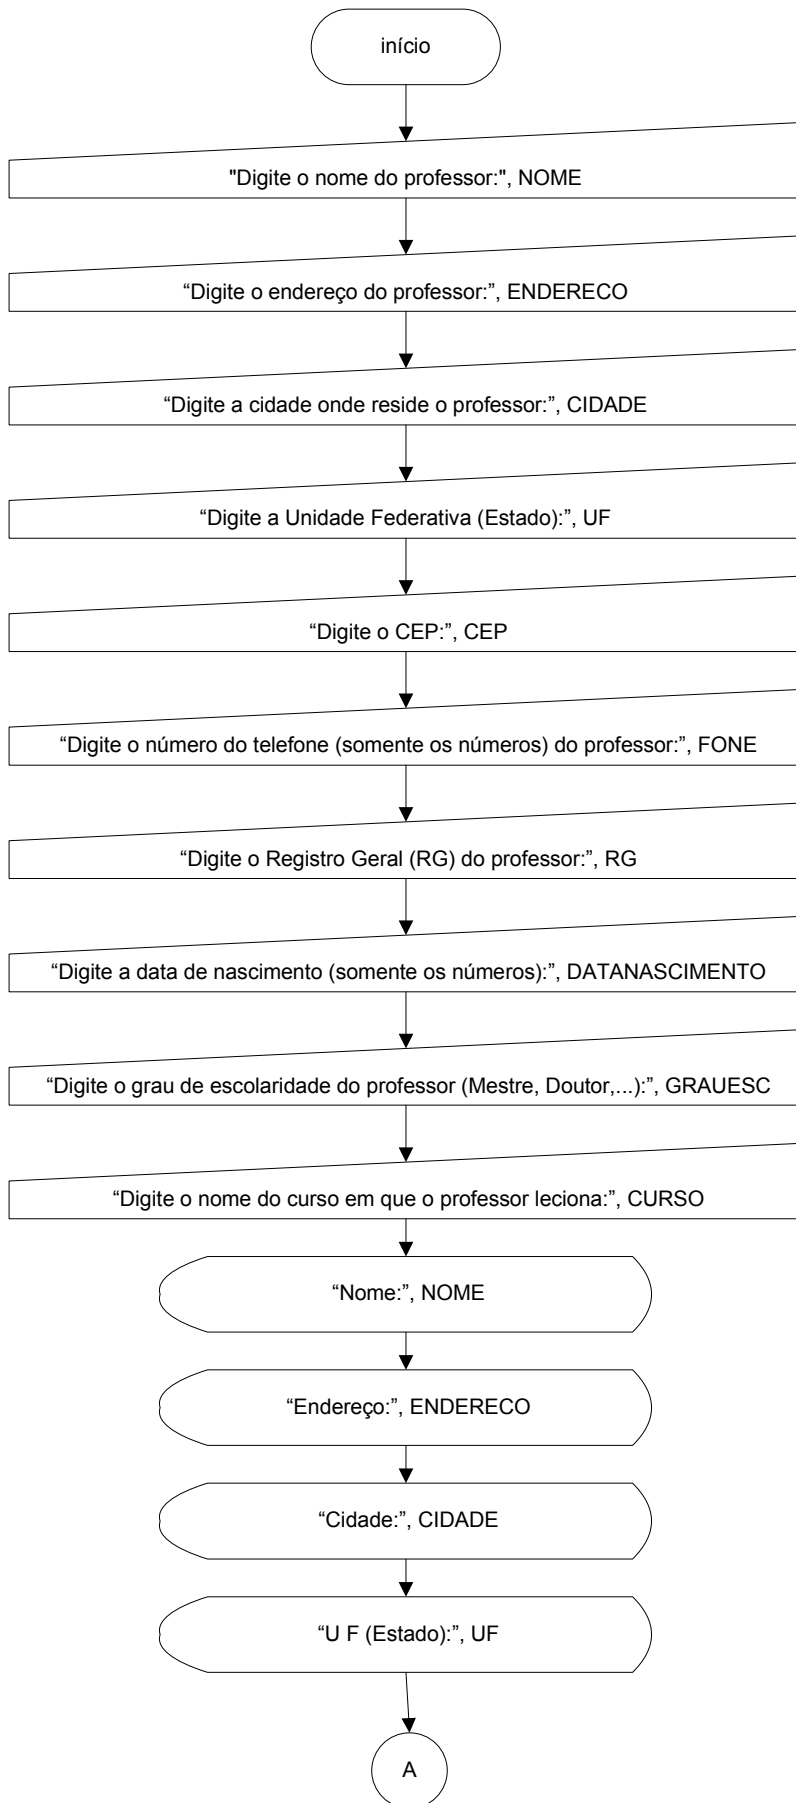 início
"Digite o nome do professor:", NOME
“Digite o endereço do professor:”, ENDERECO
“Digite a cidade onde reside o professor:”, CIDADE
“Digite a Unidade Federativa (Estado):”, UF
“Digite o CEP:”, CEP
“Digite o número do telefone (somente os números) do professor:”, FONE
“Digite o Registro Geral (RG) do professor:”, RG
“Digite a data de nascimento (somente os números):”, DATANASCIMENTO
“Digite o grau de escolaridade do professor (Mestre, Doutor,...):”, GRAUESC
“Digite o nome do curso em que o professor leciona:”, CURSO
“Nome:”, NOME
“Endereço:”, ENDERECO
“Cidade:”, CIDADE
“U F (Estado):”, UF
A